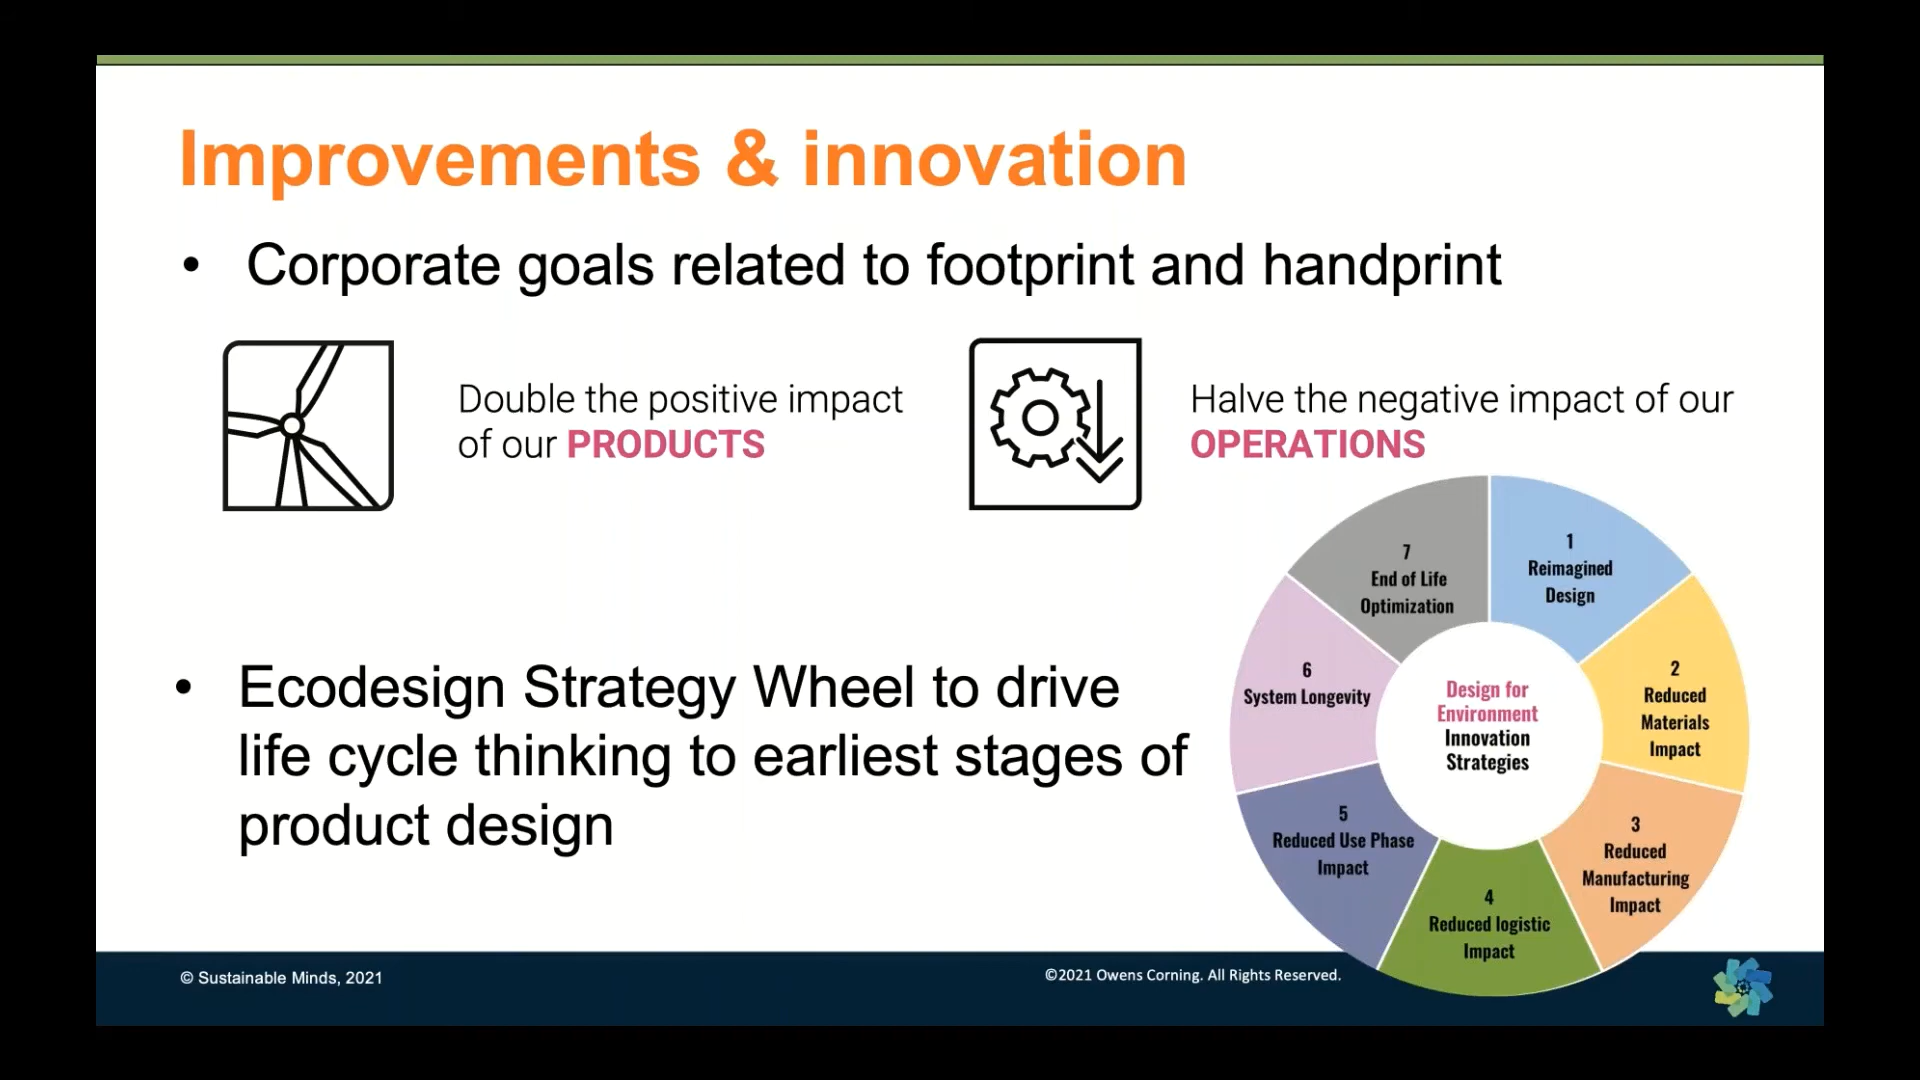 Improvements & innovation
• Corporate goals related to footprint and handprint
Double the positive impact
of our PRODUCTS
Halve the negative impact of our
OPERATIONS
• Ecodesign Strategy Wheel to drive
life cycle thinking to earliest stages of
product design
Design for
Environment
Innovation
Strategies
1
Reimagined
Design
2
Reduced
Materials
Impact
3
Reduced
Manufacturing
Impact
4
Reduced logistic
Impact
5
Reduced Use Phase
Impact
6
System Longevity
7
End of Life
Optimization
© Sustainable Minds, 2021
©2021 Owens Corning. All Rights Reserved.